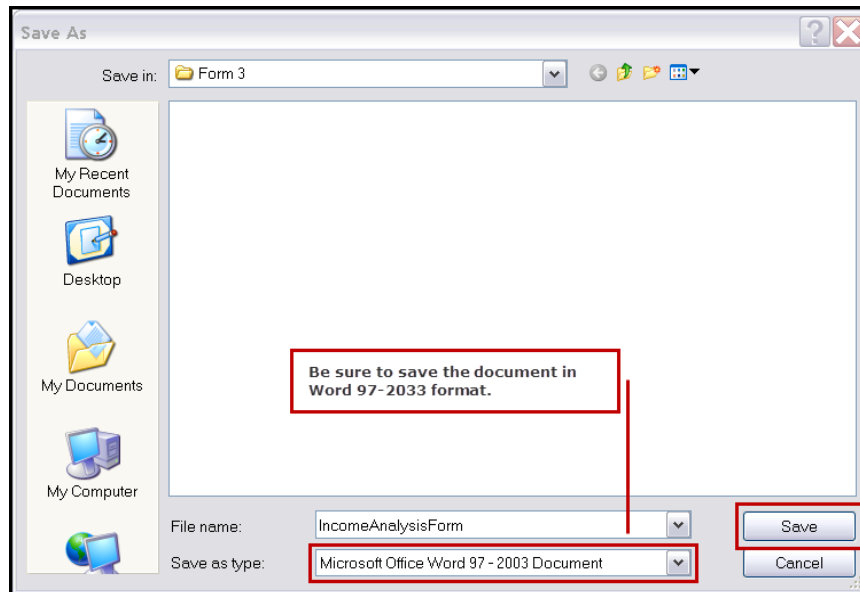 Save As
Save in:
Form 3
My Recent
Documents
Desktop
My Documents
My Computer
Be sure to save the document in
Word 97-2033 format.
File name:
IncomeAnalysisForm
Save
Save as type:
Microsoft Office Word 97 - 2003 Document
Cancel